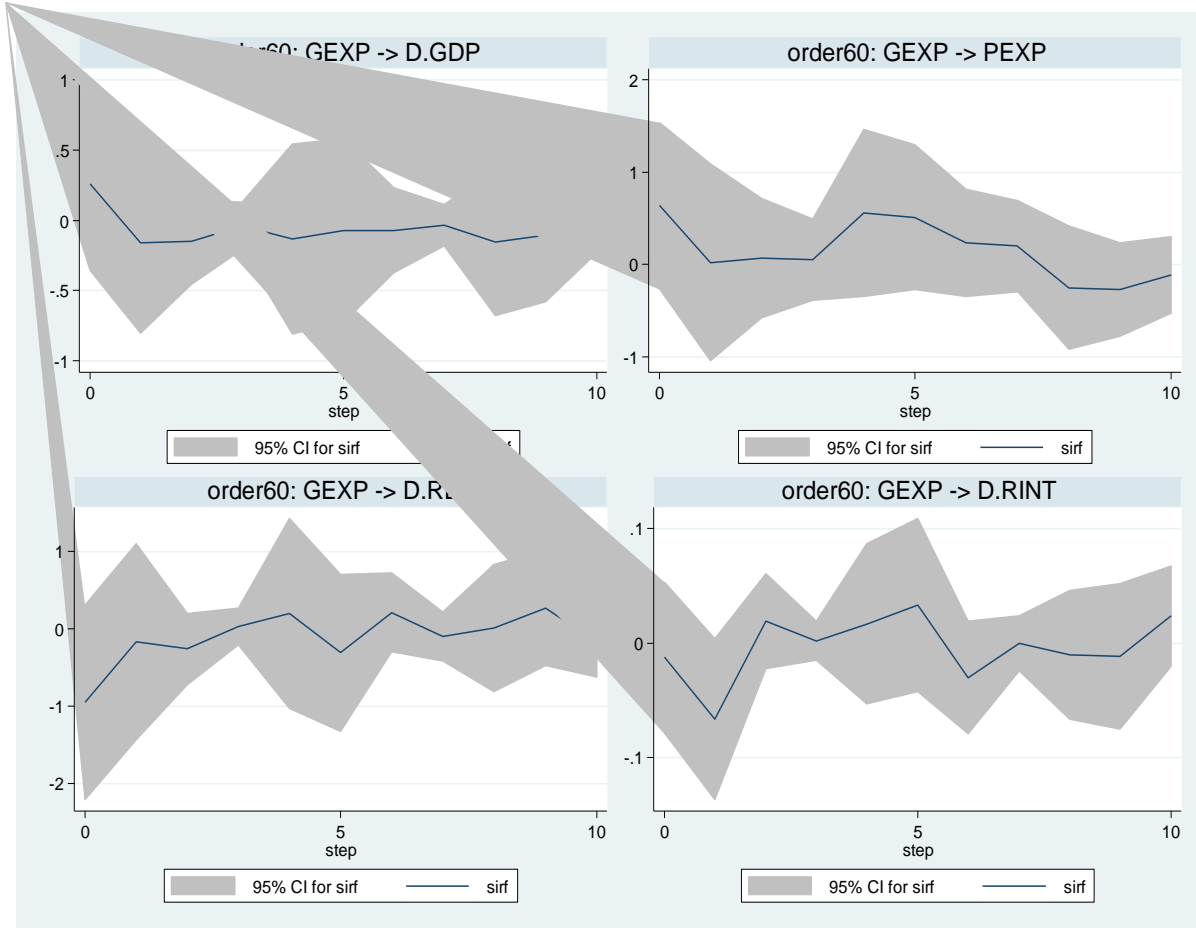 GEXP -> D.GDP
order60: GEXP -> PEXP
1
.5
0
-.5
-1
0
5
10
step
2
1
0
-1
0
5
10
step
95% CI for sirf
95% CI for sirf
sirf
order60: GEXP ->
order60: GEXP -> D.RINT
1
0
-1
-2
0
5
10
step
.1
0
-.1
0
5
10
step
95% CI for sirf
sirf
95% CI for sirf
sirf